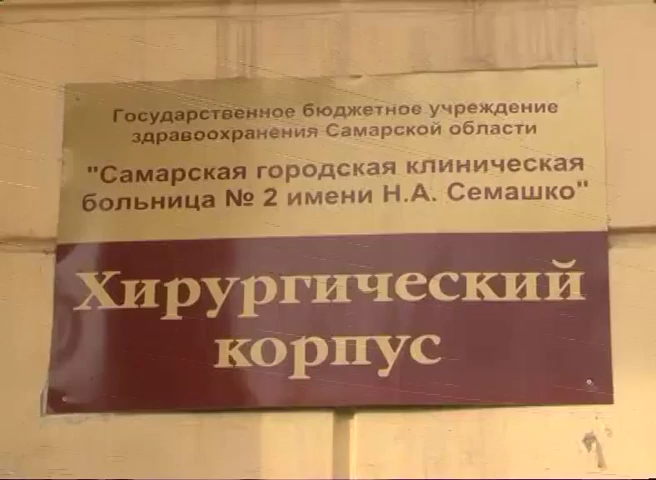 Государственное бюджетное учреждение
здравоохранения Самарской области
"Самарская городская клиническая
больница № 2 имени Н.А. Семашко"
Хирургический
корпус